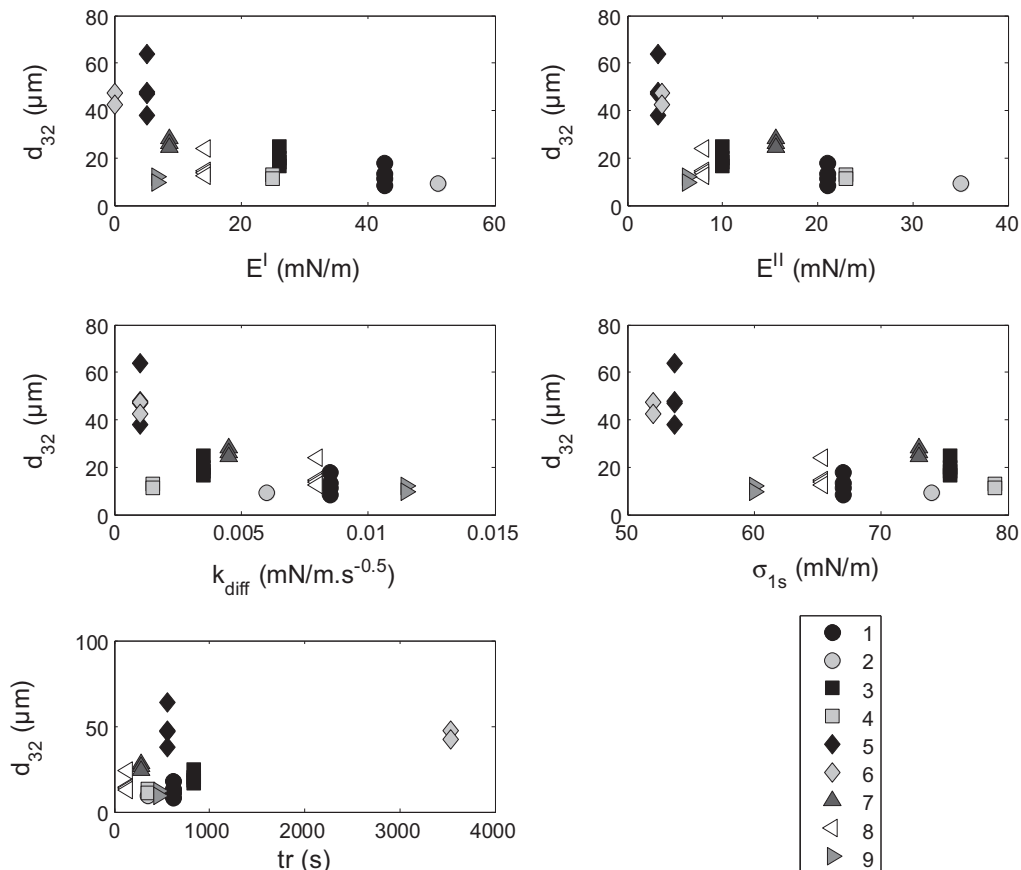 80
60
40
20
0
d32 (µm)
0 20 40 60
E^I (mN/m)
80
60
40
20
0
d32 (µm)
0 10 20 30 40
E^II (mN/m)
80
60
40
20
0
d32 (µm)
0.005 0.01 0.015
k_diff (mN/m.s^-0.5)
80
60
40
20
0
d32 (µm)
50 60 70 80
σ1s (mN/m)
100
50
0
d32 (µm)
0 1000 2000 3000 4000
tr (s)
1
2
3
4
5
6
7
8
9